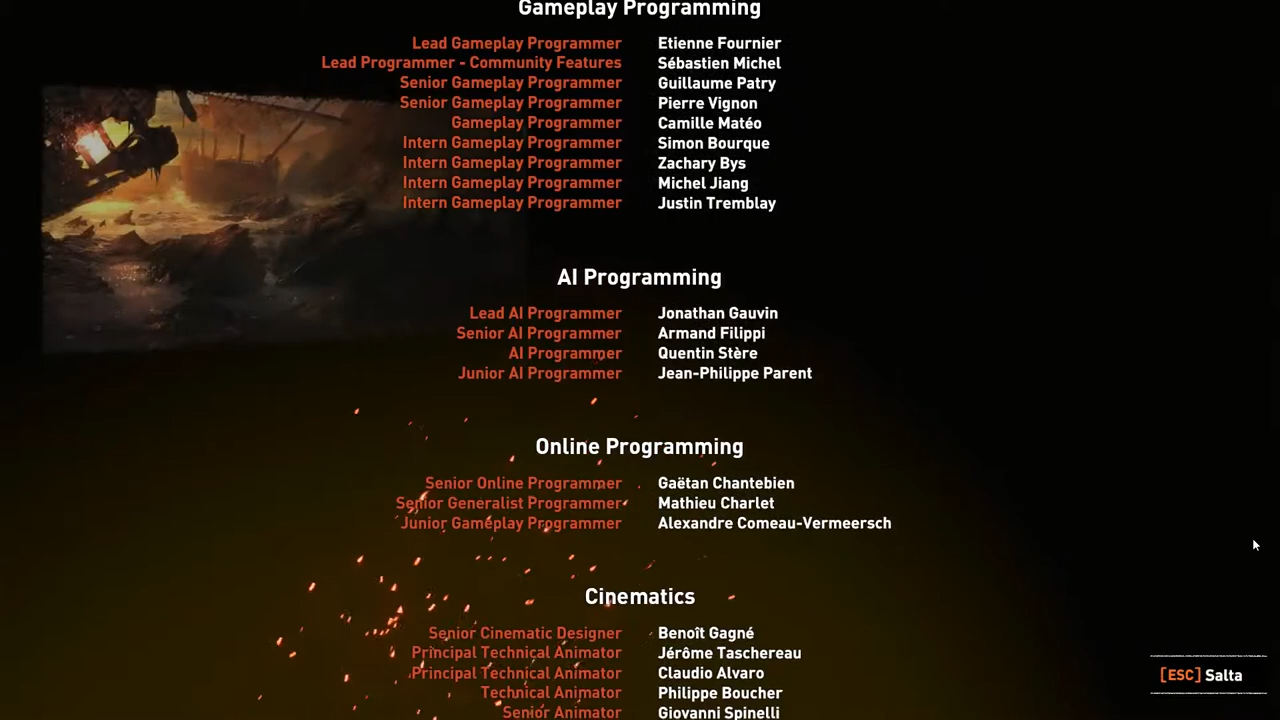 Gameplay Programming
Lead Gameplay Programmer Etienne Fournier
Lead Programmer - Community Features Sébastien Michel
Senior Gameplay Programmer Guillaume Patry
Senior Gameplay Programmer Pierre Vignon
Gameplay Programmer Camille Matéo
Intern Gameplay Programmer Simon Bourque
Intern Gameplay Programmer Zachary Bys
Intern Gameplay Programmer Michel Jiang
Intern Gameplay Programmer Justin Tremblay
AI Programming
Lead AI Programmer Jonathan Gauvin
Senior AI Programmer Armand Filippi
AI Programmer Quentin Stère
Junior AI Programmer Jean-Philippe Parent
Online Programming
Senior Online Programmer Gaëtan Chantebien
Senior Generalist Programmer Mathieu Charlet
Junior Gameplay Programmer Alexandre Comeau-Vermeersch
Cinematics
Senior Cinematic Designer Benoît Gagné
Principal Technical Animator Jérôme Taschereau
Principal Technical Animator Claudio Alvaro
Technical Animator Philippe Boucher
Senior Animator Giovanni Spinelli
[ESC] Salta